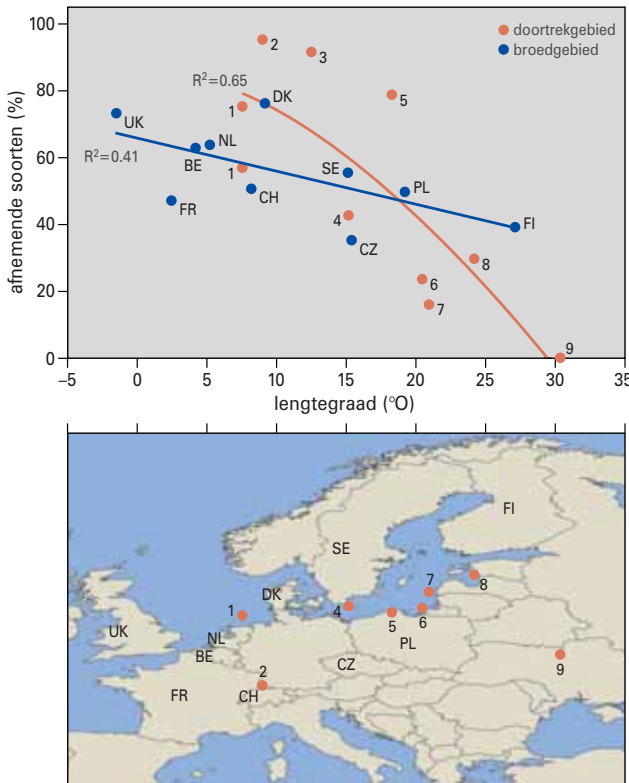 100
80
60
40
20
0
afnemende soorten (%)
doortrekgebied
broedgebied
2
3
R²=0.65
DK
5
1
UK
NL
BE
R²=0.41
1
SE
CH
PL
FR
4
FI
CZ
8
6
7
9
–5
0
5
10
15
20
25
30
35
lengtegraad (°O)
FI
SE
7
8
DK
1
4
5
6
UK
NL
PL
BE
CZ
9
2
FR
CH